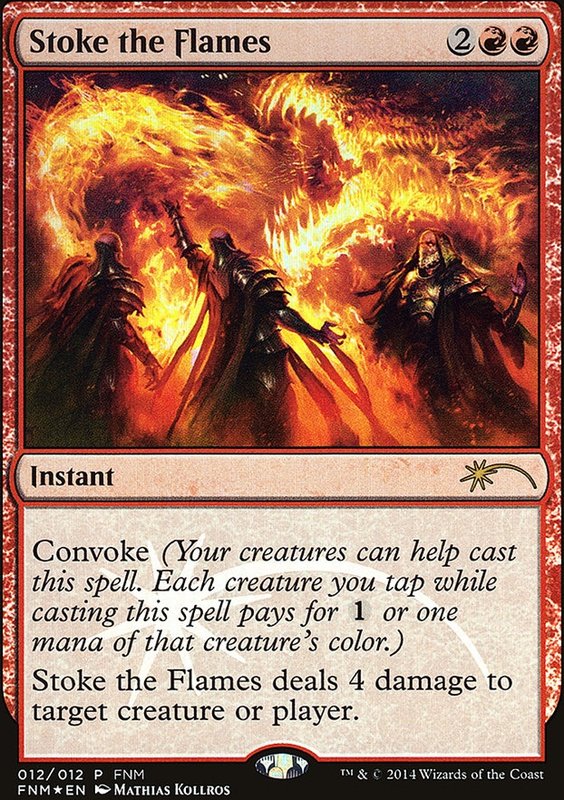 Stoke the Flames 2
Instant
Convoke (Your creatures can help cast
this spell. Each creature you tap while
casting this spell pays for 1 or one
mana of that creature's color.)
Stoke the Flames deals 4 damage to
target creature or player.
012/012 P FNM
FNM★EN Mathias Kollros
™ & © 2014 Wizards of the Coast